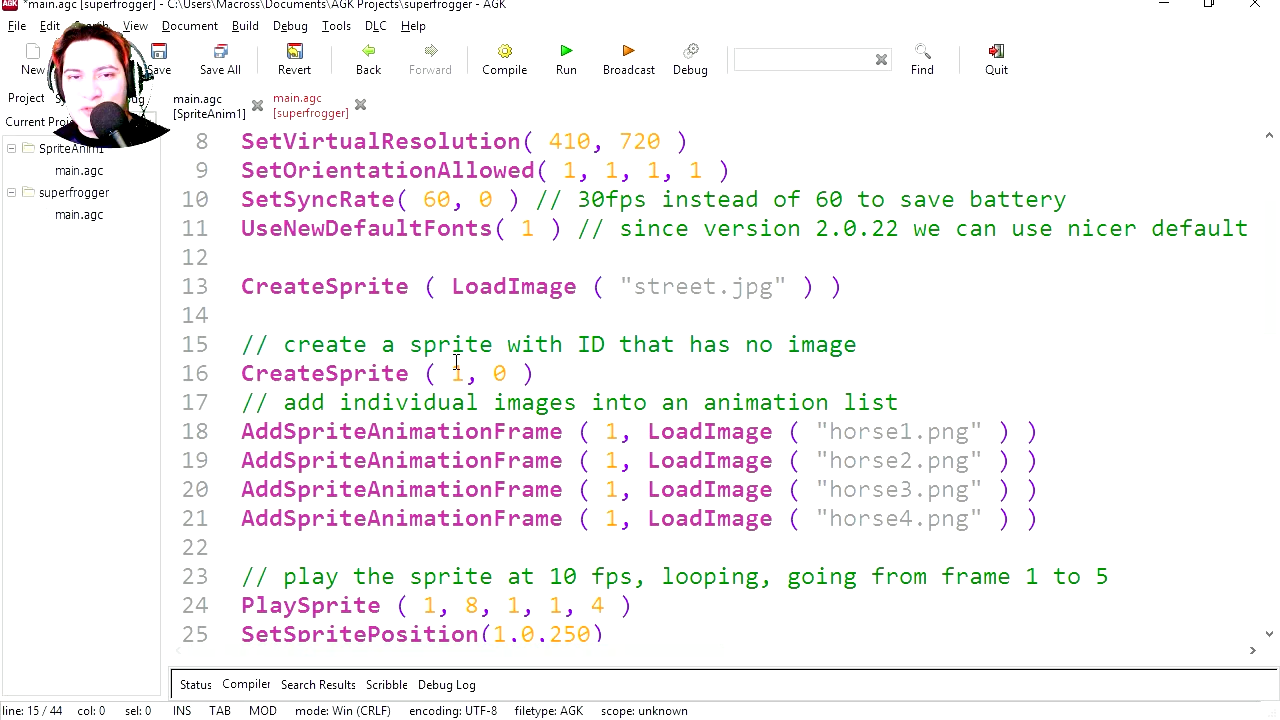 *main.agc [superfrogger] - C:\Users\Macross\Documents\AGK Projects\superfrogger - AGK
File Edit View Document Build Debug Tools DLC Help
New Save Save All Revert Back Forward Compile Run Broadcast Debug Find Quit
Project
main.agc [SpriteAnim1]
main.agc [superfrogger]
SpriteAnim1
main.agc
superfrogger
main.agc
8 SetVirtualResolution( 410, 720 )
9 SetOrientationAllowed( 1, 1, 1, 1 )
10 SetSyncRate( 60, 0 ) // 30fps instead of 60 to save battery
11 UseNewDefaultFonts( 1 ) // since version 2.0.22 we can use nicer default
12
13 CreateSprite ( LoadImage ( "street.jpg" ) )
14
15 // create a sprite with ID that has no image
16 CreateSprite ( 1, 0 )
17 // add individual images into an animation list
18 AddSpriteAnimationFrame ( 1, LoadImage ( "horse1.png" ) )
19 AddSpriteAnimationFrame ( 1, LoadImage ( "horse2.png" ) )
20 AddSpriteAnimationFrame ( 1, LoadImage ( "horse3.png" ) )
21 AddSpriteAnimationFrame ( 1, LoadImage ( "horse4.png" ) )
22
23 // play the sprite at 10 fps, looping, going from frame 1 to 5
24 PlaySprite ( 1, 8, 1, 1, 4 )
25 SetSpritePosition(1,0,250)
Status Compiler Search Results Scribble Debug Log
line: 15 / 44 col: 0 sel: 0 INS TAB MOD mode: Win (CRLF) encoding: UTF-8 filetype: AGK scope: unknown